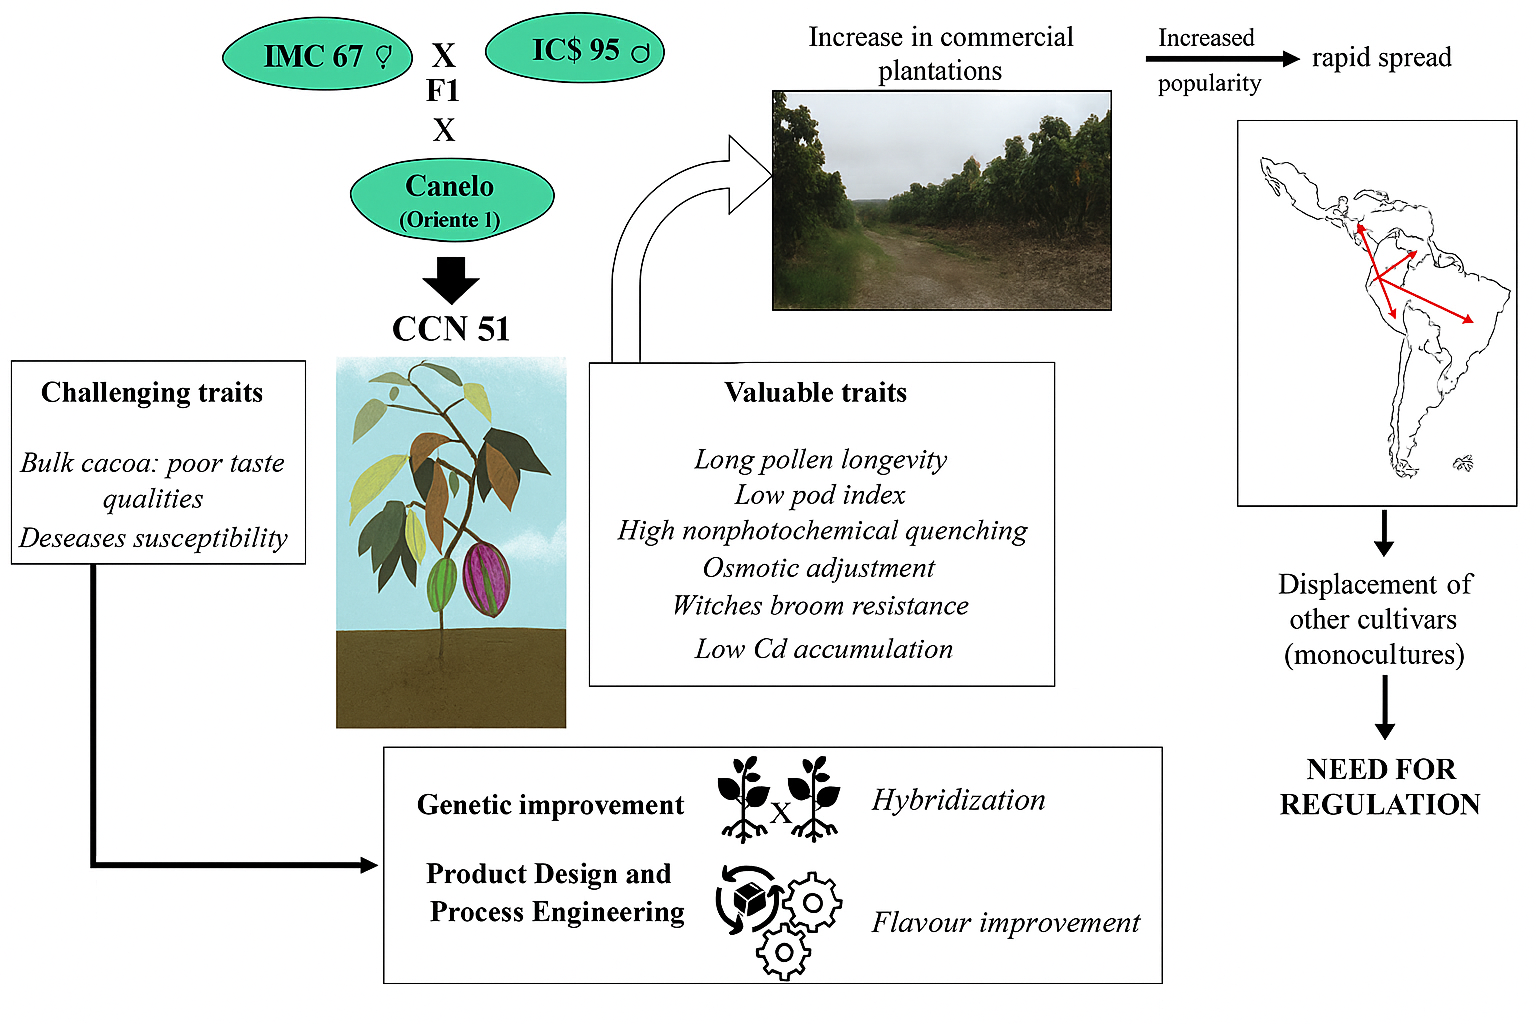 IMC 67 ♀
X
IC$ 95 ♂
F1
X
Canelo
(Oriente 1)
CCN 51
Increase in commercial
plantations
Increased
popularity
rapid spread
Challenging traits
Bulk cacoa: poor taste
qualities
Deseases susceptibility
Valuable traits
Long pollen longevity
Low pod index
High nonphotochemical quenching
Osmotic adjustment
Witches broom resistance
Low Cd accumulation
Displacement of
other cultivars
(monocultures)
NEED FOR
REGULATION
Genetic improvement
X
Hybridization
Product Design and
Process Engineering
Flavour improvement